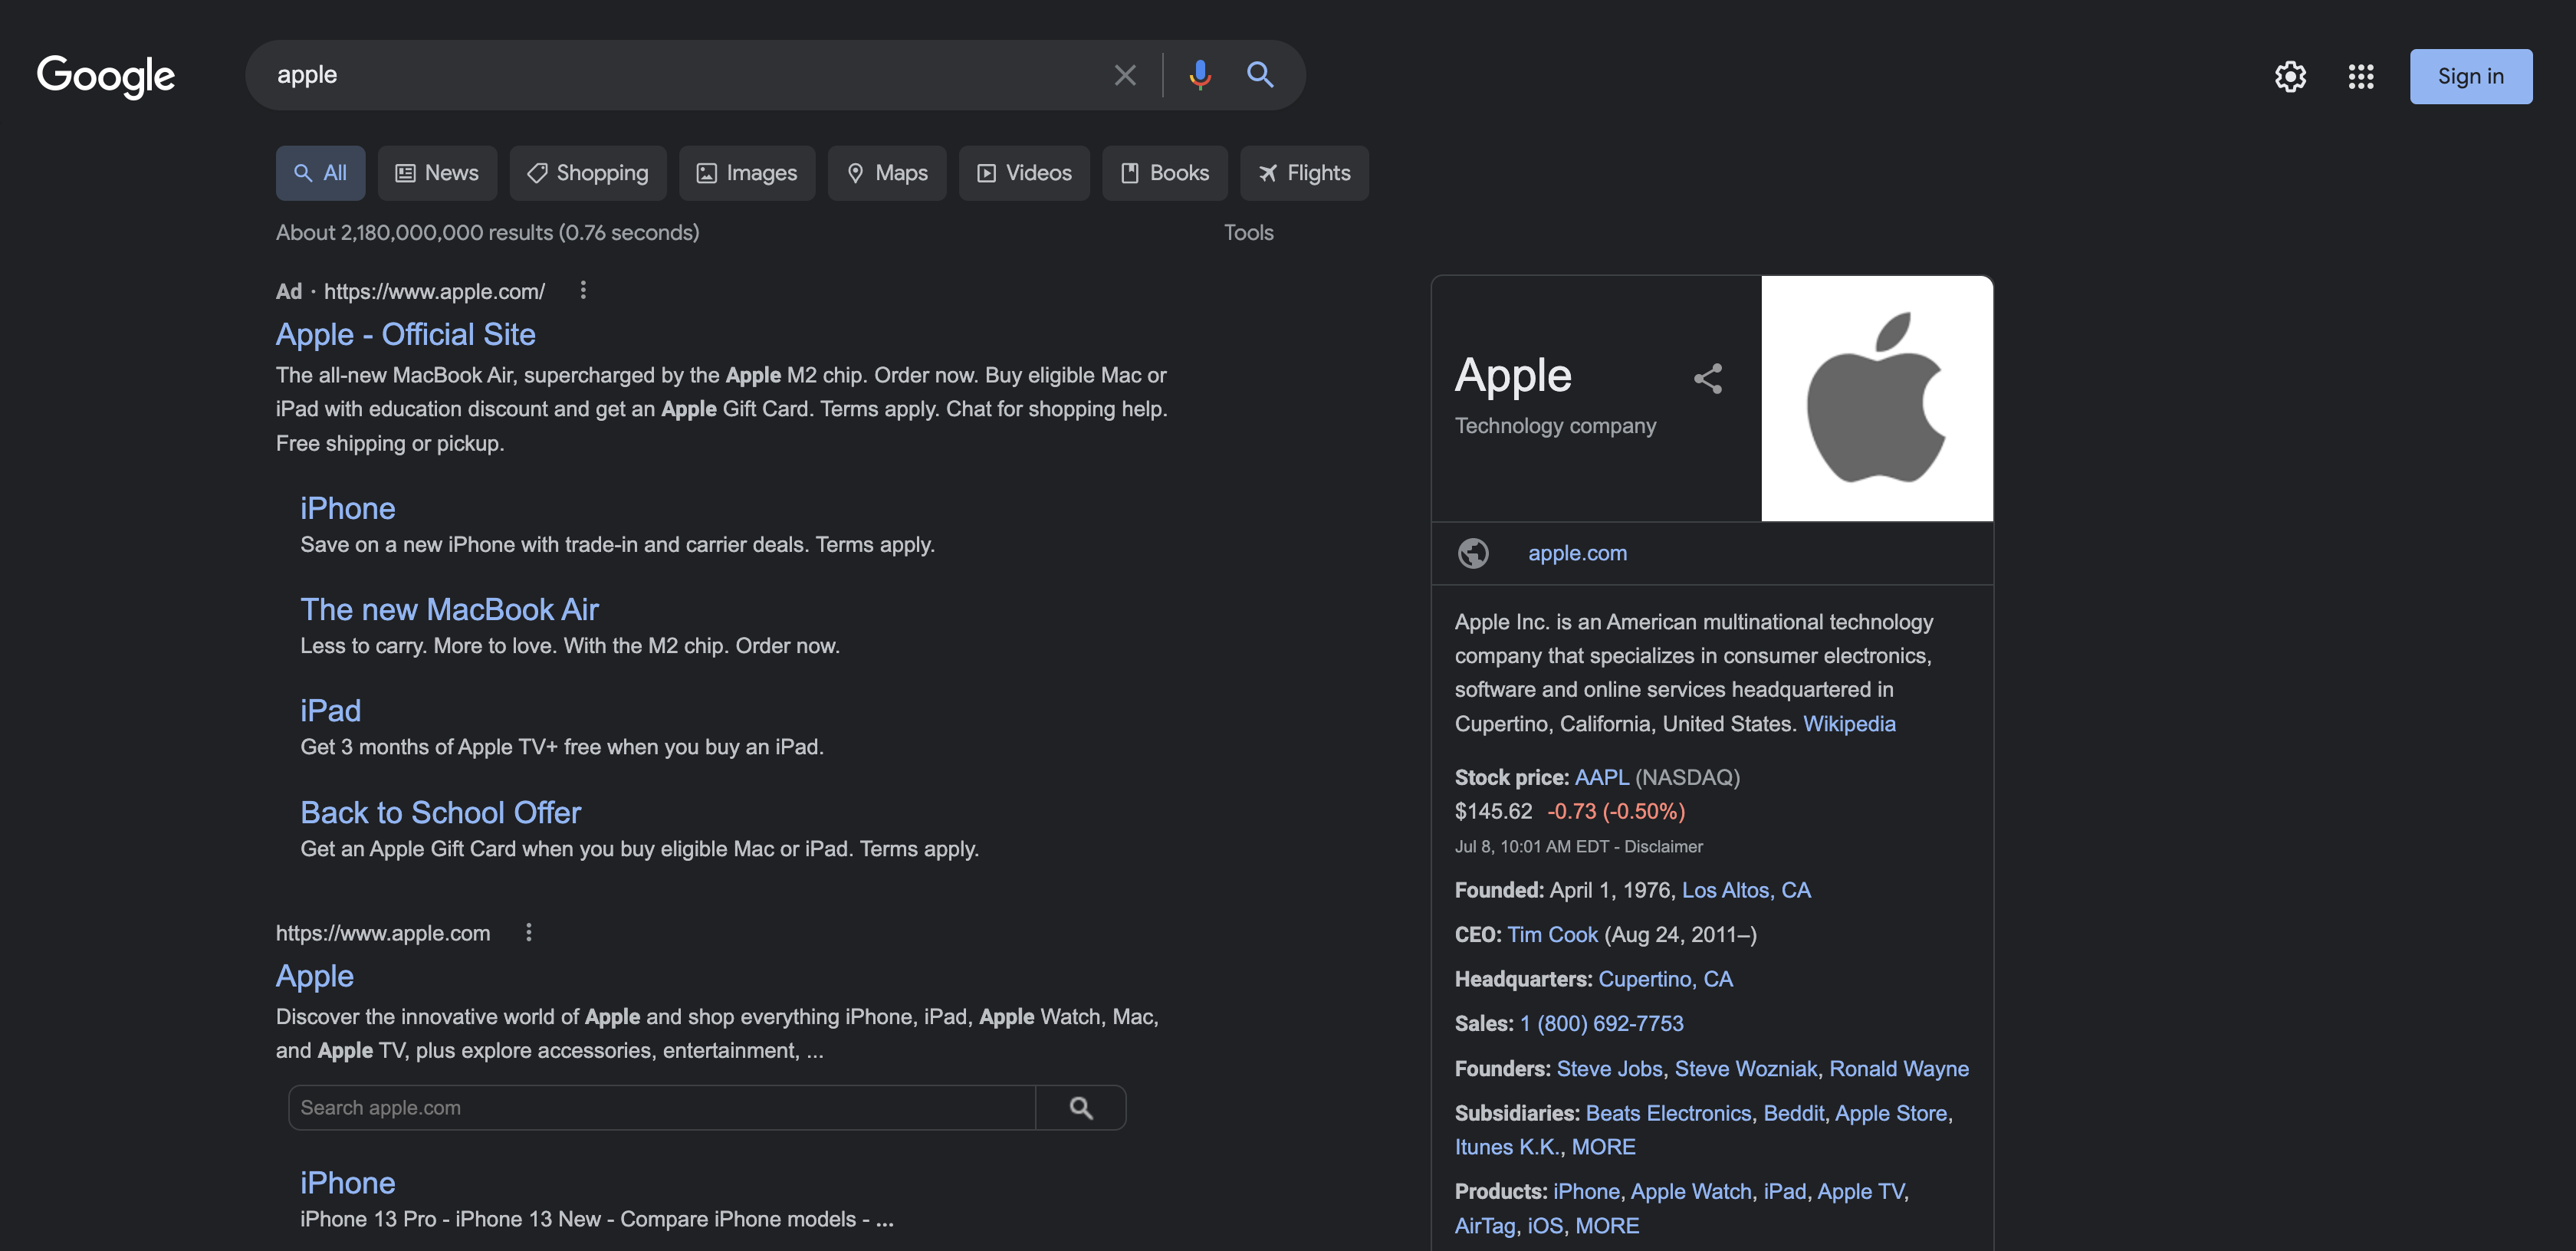 Google
apple
Sign in
All
News
Shopping
Images
Maps
Videos
Books
Flights
About 2,180,000,000 results (0.76 seconds)
Tools
Ad · https://www.apple.com/
Apple - Official Site
The all-new MacBook Air, supercharged by the Apple M2 chip. Order now. Buy eligible Mac or
iPad with education discount and get an Apple Gift Card. Terms apply. Chat for shopping help.
Free shipping or pickup.
iPhone
Save on a new iPhone with trade-in and carrier deals. Terms apply.
The new MacBook Air
Less to carry. More to love. With the M2 chip. Order now.
iPad
Get 3 months of Apple TV+ free when you buy an iPad.
Back to School Offer
Get an Apple Gift Card when you buy eligible Mac or iPad. Terms apply.
https://www.apple.com
Apple
Discover the innovative world of Apple and shop everything iPhone, iPad, Apple Watch, Mac,
and Apple TV, plus explore accessories, entertainment, ...
Search apple.com
iPhone
iPhone 13 Pro - iPhone 13 New - Compare iPhone models - ...
Apple
Technology company
apple.com
Apple Inc. is an American multinational technology
company that specializes in consumer electronics,
software and online services headquartered in
Cupertino, California, United States. Wikipedia
Stock price: AAPL (NASDAQ)
$145.62 -0.73 (-0.50%)
Jul 8, 10:01 AM EDT - Disclaimer
Founded: April 1, 1976, Los Altos, CA
CEO: Tim Cook (Aug 24, 2011–)
Headquarters: Cupertino, CA
Sales: 1 (800) 692-7753
Founders: Steve Jobs, Steve Wozniak, Ronald Wayne
Subsidiaries: Beats Electronics, Beddit, Apple Store,
Itunes K.K., MORE
Products: iPhone, Apple Watch, iPad, Apple TV,
AirTag, iOS, MORE